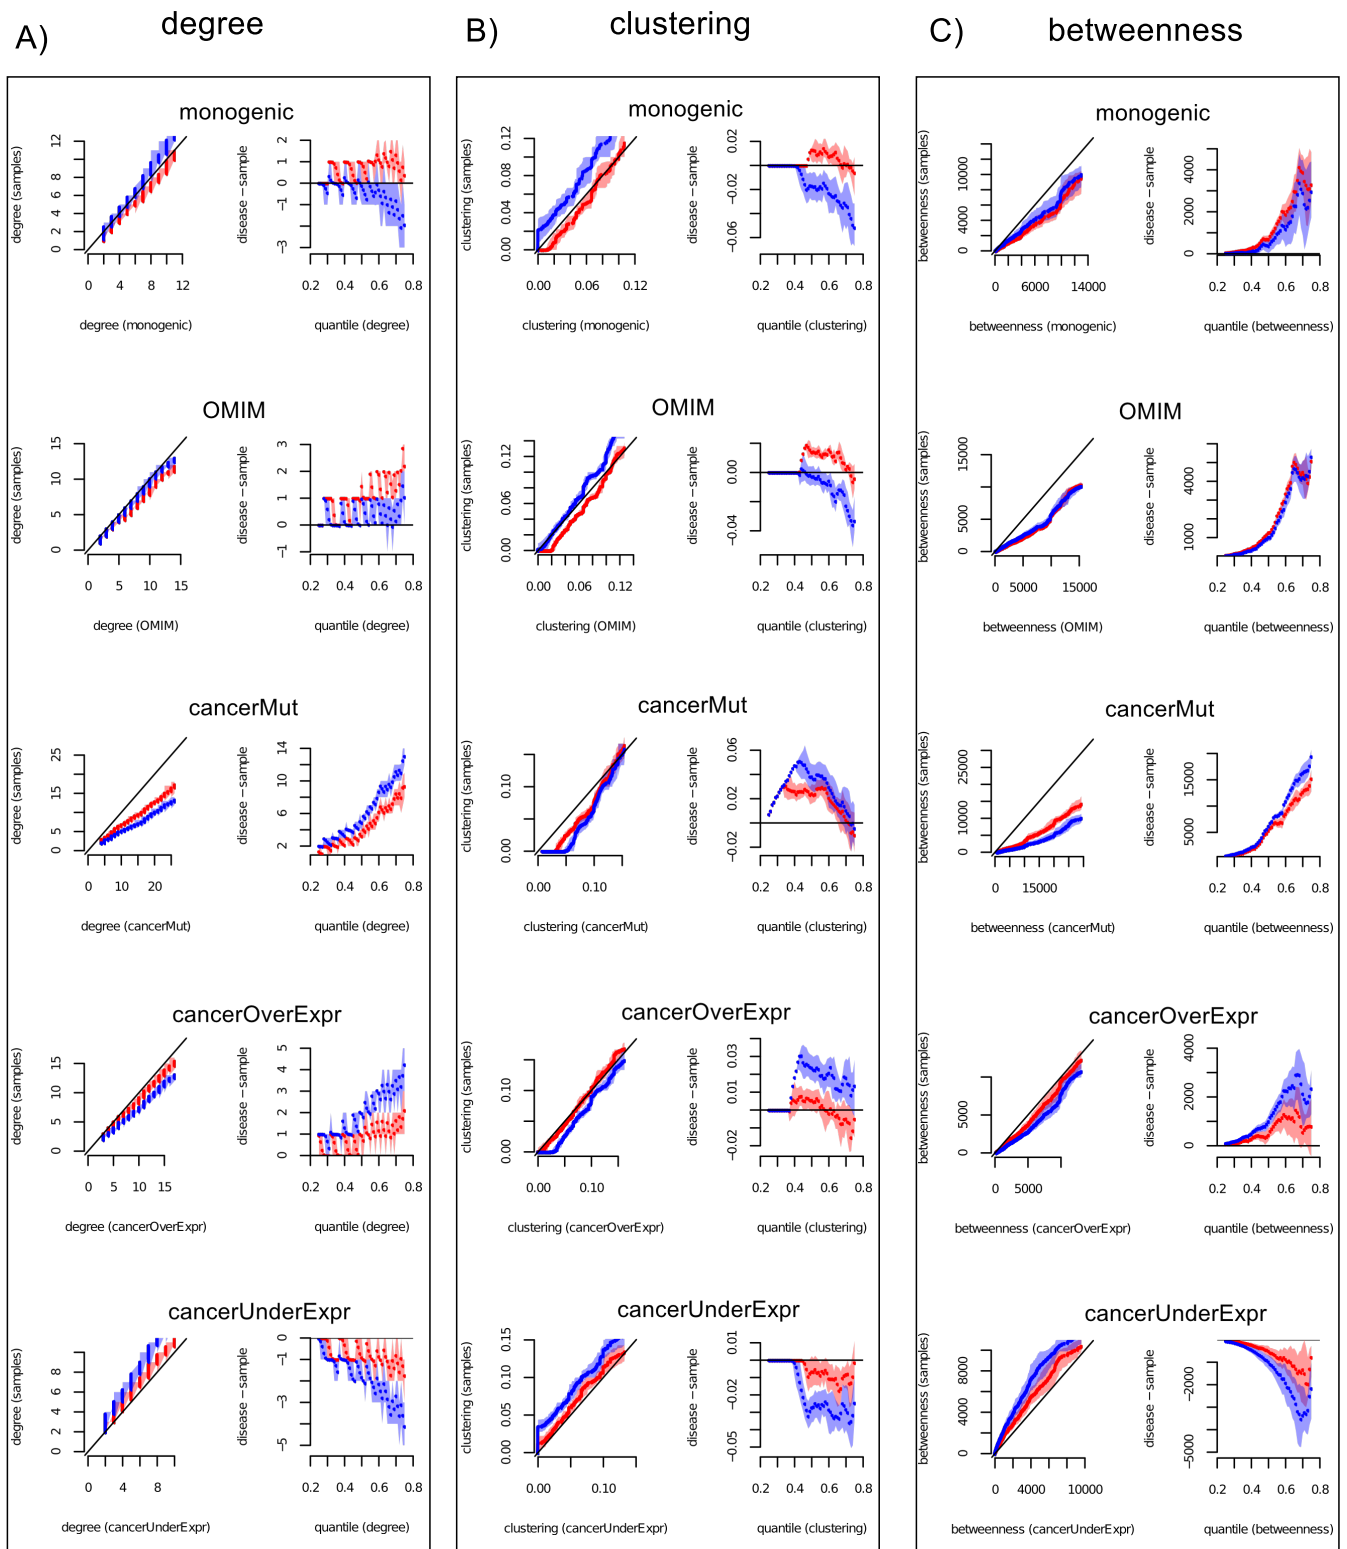 A) degree
monogenic
degree (samples)
0 2 4 6 8 10 12
0 4 8 12
degree (monogenic)
disease – sample
-3 -1 0 1 2
0.2 0.4 0.6 0.8
quantile (degree)
OMIM
degree (samples)
0 5 10 15
0 5 10 15
degree (OMIM)
disease – sample
-1 0 1 2 3
0.2 0.4 0.6 0.8
quantile (degree)
cancerMut
degree (samples)
0 5 15 25
0 10 20
degree (cancerMut)
disease – sample
2 6 8 10 14
0.2 0.4 0.6 0.8
quantile (degree)
cancerOverExpr
degree (samples)
0 5 10 15
0 5 10 15
degree (cancerOverExpr)
disease – sample
0 1 2 3 4 5
0.2 0.4 0.6 0.8
quantile (degree)
cancerUnderExpr
degree (samples)
0 2 4 6 8
0 4 8
degree (cancerUnderExpr)
disease – sample
-5 -3 -1 0
0.2 0.4 0.6 0.8
quantile (degree)
B) clustering
monogenic
clustering (samples)
0.00 0.04 0.08 0.12
0.00 0.06 0.12
clustering (monogenic)
disease – sample
-0.06 -0.02 0.02
0.2 0.4 0.6 0.8
quantile (clustering)
OMIM
clustering (samples)
0.00 0.06 0.12
0.00 0.06 0.12
clustering (OMIM)
disease – sample
-0.04 0.00
0.2 0.4 0.6 0.8
quantile (clustering)
cancerMut
clustering (samples)
0.00 0.10
0.00 0.10
clustering (cancerMut)
disease – sample
-0.02 0.02 0.06
0.2 0.4 0.6 0.8
quantile (clustering)
cancerOverExpr
clustering (samples)
0.00 0.10
0.00 0.10
clustering (cancerOverExpr)
disease – sample
-0.02 0.01 0.03
0.2 0.4 0.6 0.8
quantile (clustering)
cancerUnderExpr
clustering (samples)
0.00 0.05 0.10 0.15
0.00 0.10
clustering (cancerUnderExpr)
disease – sample
-0.05 -0.02 0.01
0.2 0.4 0.6 0.8
quantile (clustering)
C) betweenness
monogenic
betweenness (samples)
0 4000 10000
0 6000 14000
betweenness (monogenic)
disease – sample
0 2000 4000
0.2 0.4 0.6 0.8
quantile (betweenness)
OMIM
betweenness (samples)
0 5000 15000
0 5000 15000
betweenness (OMIM)
disease – sample
1000 4000
0.2 0.4 0.6 0.8
quantile (betweenness)
cancerMut
betweenness (samples)
0 10000 25000
0 15000
betweenness (cancerMut)
disease – sample
5000 15000
0.2 0.4 0.6 0.8
quantile (betweenness)
cancerOverExpr
betweenness (samples)
0 5000
0 5000
betweenness (cancerOverExpr)
disease – sample
0 2000 4000
0.2 0.4 0.6 0.8
quantile (betweenness)
cancerUnderExpr
betweenness (samples)
0 4000 8000
0 4000 10000
betweenness (cancerUnderExpr)
disease – sample
-5000 -2000
0.2 0.4 0.6 0.8
quantile (betweenness)